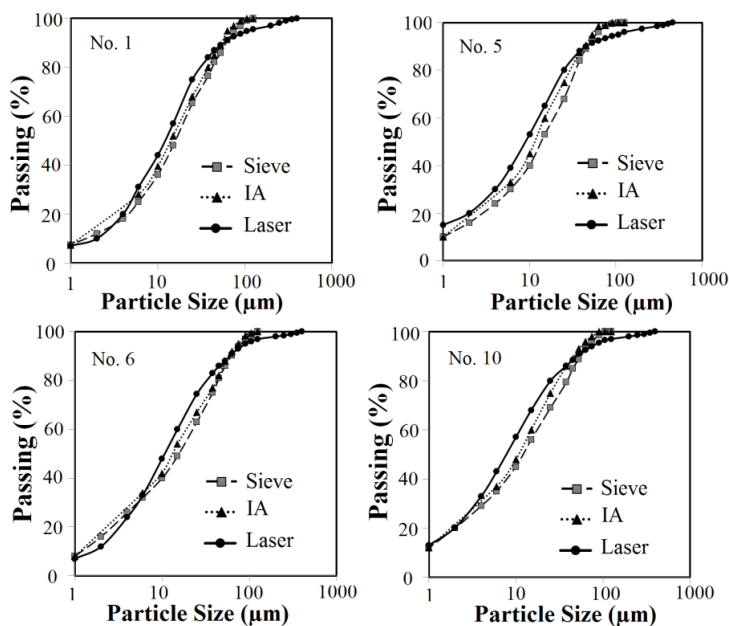 No. 1
Passing (%)
100
80
60
40
20
0
Sieve
IA
Laser
1
10
100
1000
Particle Size (μm)
No. 5
Passing (%)
100
80
60
40
20
0
Sieve
IA
Laser
1
10
100
1000
Particle Size (μm)
No. 6
Passing (%)
100
80
60
40
20
0
Sieve
IA
Laser
1
10
100
1000
Particle Size (μm)
No. 10
Passing (%)
100
80
60
40
20
0
Sieve
IA
Laser
1
10
100
1000
Particle Size (μm)